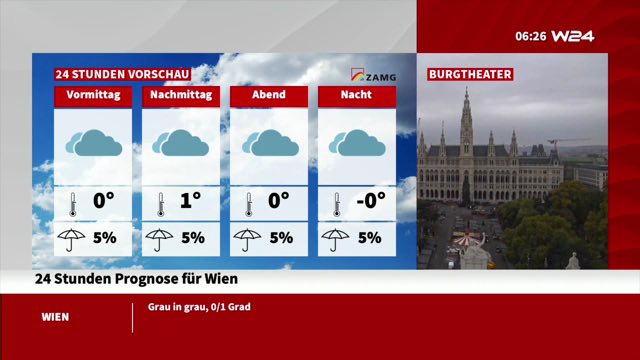 06:26 W24
24 STUNDEN VORSCHAU
ZAMG
BURGTHEATER
Vormittag Nachmittag Abend Nacht
0° 1° 0° -0°
5% 5% 5% 5%
24 Stunden Prognose für Wien
Grau in grau, 0/1 Grad
WIEN